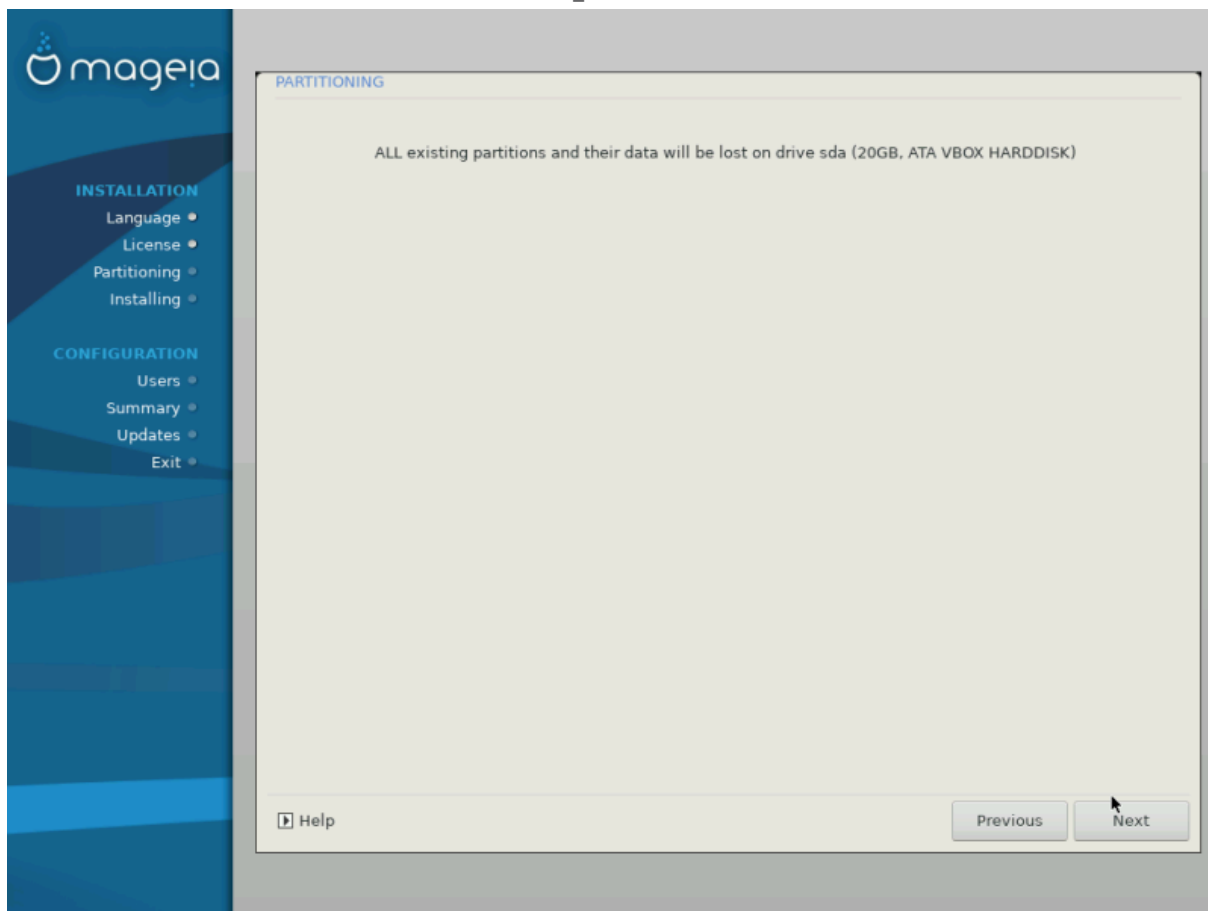 mageia
INSTALLATION
Language
License
Partitioning
Installing
CONFIGURATION
Users
Summary
Updates
Exit
PARTITIONING
ALL existing partitions and their data will be lost on drive sda (20GB, ATA VBOX HARDDISK)
Help
Previous
Next